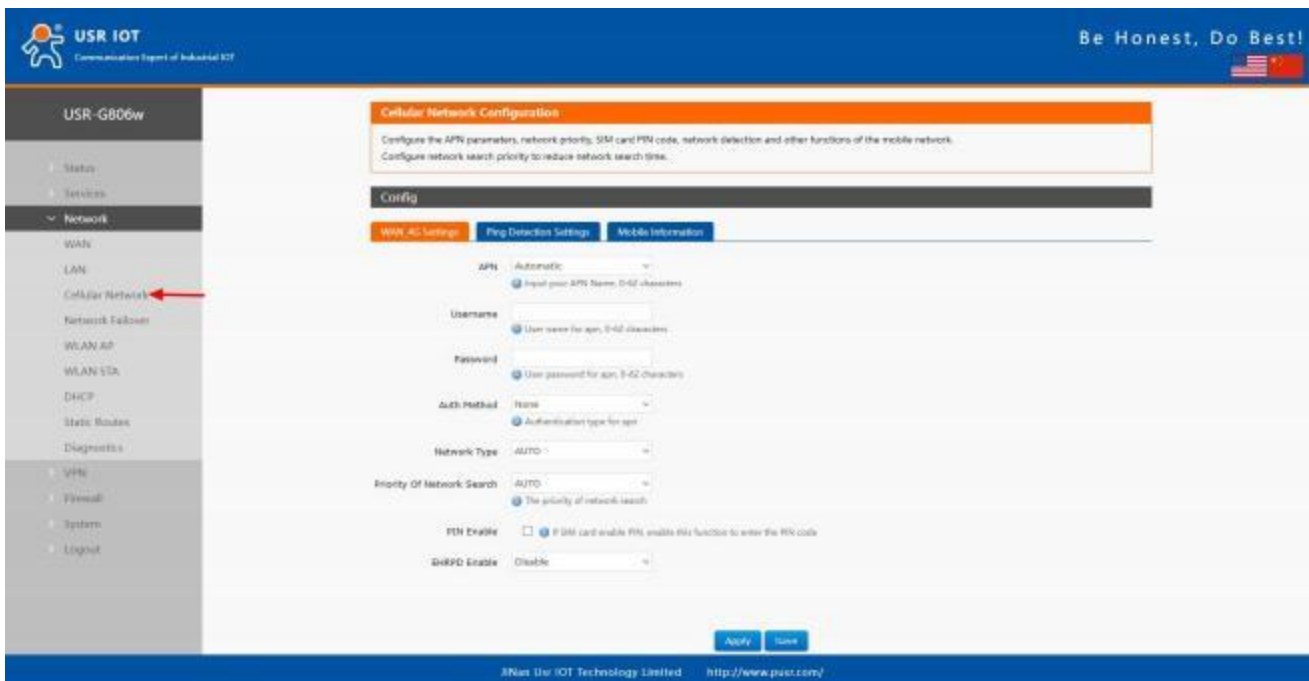 USR IOT
Communication Expert of Industrial IOT
Be Honest, Do Best!
USR-G806w
Status
Services
Network
WAN
LAN
Cellular Network
Network Failover
WLAN AP
WLAN STA
DHCP
Static Routes
Diagnostics
VPN
Firewall
System
Logout
Cellular Network Configuration
Configure the APN parameters, network priority, SIM card PIN code, network detection and other functions of the mobile network.
Configure network search priority to reduce network search time.
Config
WAN_4G Settings
Ping Detection Settings
Mobile Information
APN Automatic
Input your APN Name, 0-62 characters
Username
User name for apn, 0-62 characters
Password
User password for apn, 0-62 characters
Auth Method None
Authentication type for apn
Network Type AUTO
Priority Of Network Search AUTO
The priority of network search
PIN Enable If SIM card enable PIN, enable this function to enter the PIN code
EHRPD Enable Disable
Apply Save
JiNan Usr IOT Technology Limited http://www.pusr.com/